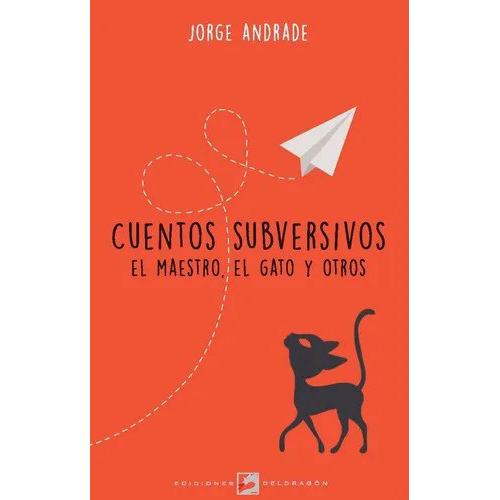 JORGE ANDRADE
CUENTOS SUBVERSIVOS
EL MAESTRO, EL GATO Y OTROS
EDICIONES DELDRAGÓN